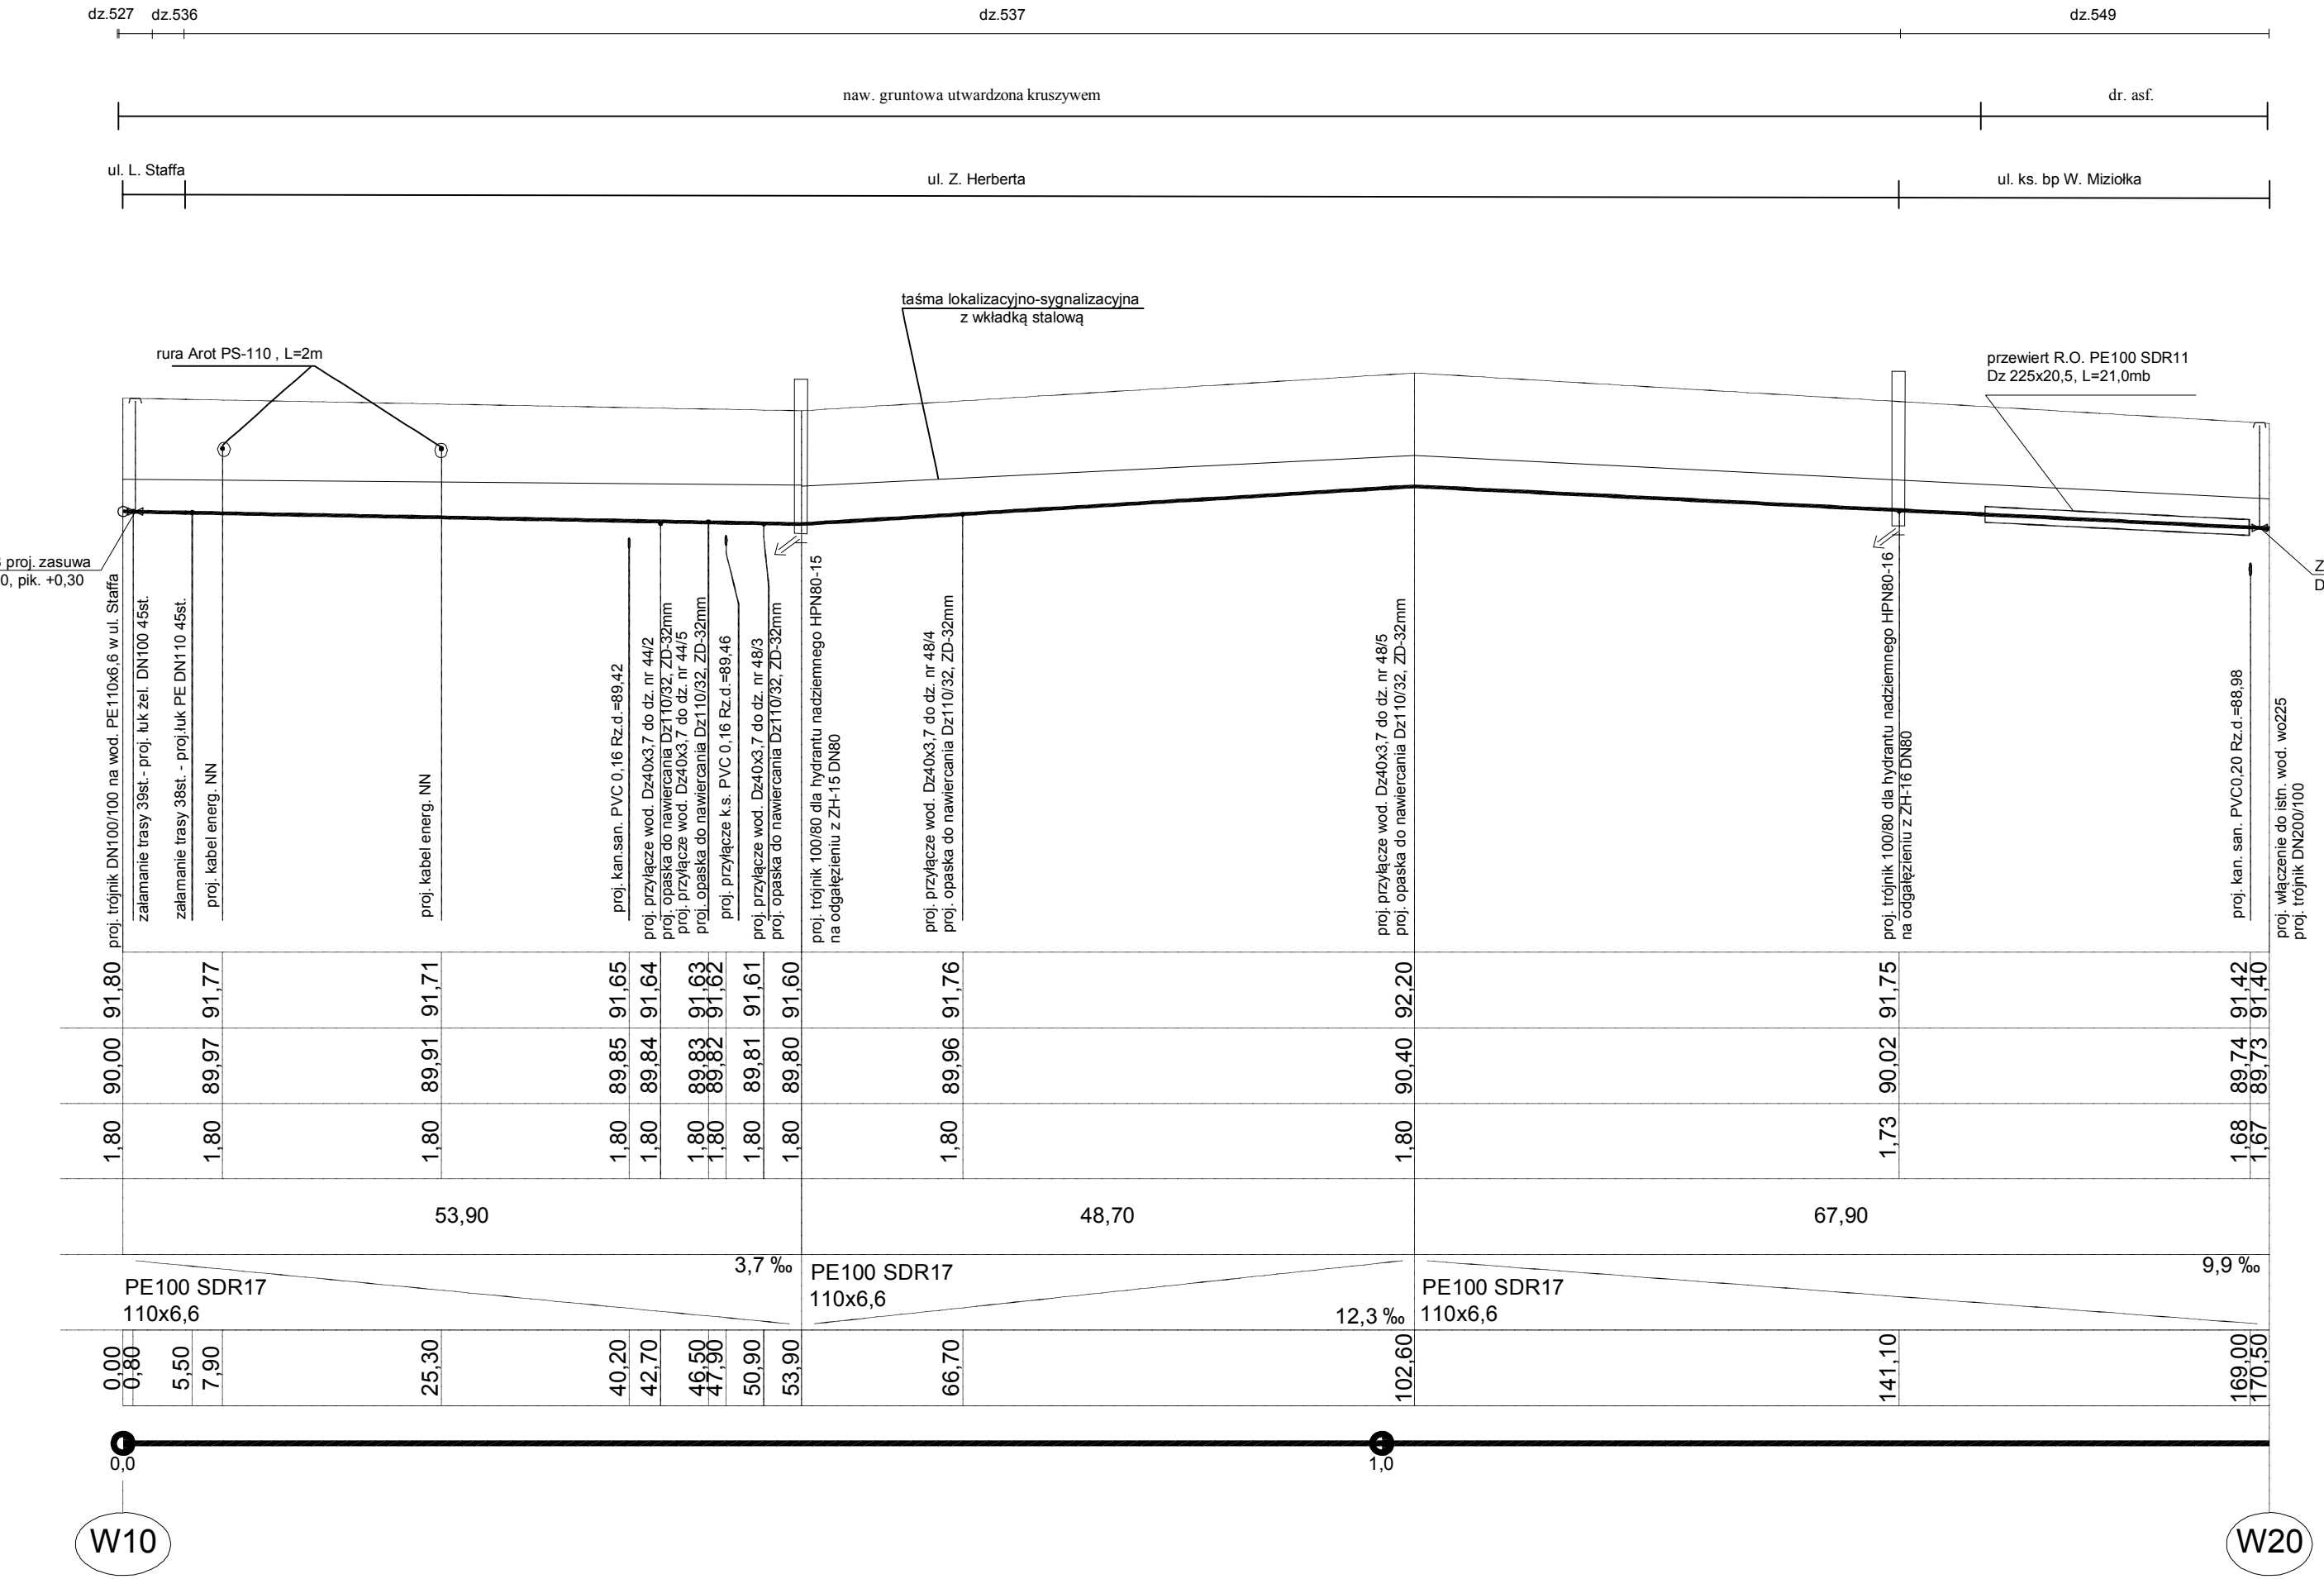 dz.527
dz.536
dz.537
dz.549
naw. gruntowa utwardzona kruszywem
dr. asf.
ul. L. Staffa
ul. Z. Herberta
ul. ks. bp W. Miziołka
taśma lokalizacyjno-sygnalizacyjna
z wkładką stalową
rura Arot PS-110 , L=2m
przewiert R.O. PE100 SDR11
Dz 225x20,5, L=21,0mb
proj. zasuwa
0, pik. +0,30
Z
D
proj. trójnik DN100/100 na wod. PE110x6,6 w ul. Staffa
załamanie trasy 39st.- proj. łuk żel. DN100 45st.
załamanie trasy 38st. - proj.łuk PE DN110 45st.
proj. kabel energ. NN
proj. kabel energ. NN
proj. kan.san. PVC 0,16 Rz.d.=89,42
proj. przyłącze wod. Dz40x3,7 do dz. nr 44/2
proj. opaska do nawiercania Dz110/32, ZD-32mm
proj. przyłącze wod. Dz40x3,7 do dz. nr 44/5
proj. opaska do nawiercania Dz110/32, ZD-32mm
proj. przyłącze k.s. PVC 0,16 Rz.d.=89,46
proj. przyłącze wod. Dz40x3,7 do dz. nr 48/3
proj. opaska do nawiercania Dz110/32, ZD-32mm
proj. trójnik 100/80 dla hydrantu nadziemnego HPN80-15
na odgałęzieniu z ZH-15 DN80
proj. przyłącze wod. Dz40x3,7 do dz. nr 48/4
proj. opaska do nawiercania Dz110/32, ZD-32mm
proj. przyłącze wod. Dz40x3,7 do dz. nr 48/5
proj. opaska do nawiercania Dz110/32, ZD-32mm
proj. trójnik 100/80 dla hydrantu nadziemnego HPN80-16
na odgałęzieniu z ZH-16 DN80
proj. kan. san. PVC0,20 Rz.d.=88,98
proj. włączenie do istn. wod. wo225
proj. trójnik DN200/100
91,80 91,77 91,71 91,65 91,64 91,63 91,62 91,61 91,60 91,76 92,20 91,75 91,42 91,40
90,00 89,97 89,91 89,85 89,84 89,83 89,82 89,81 89,80 89,96 90,40 90,02 89,74 89,73
1,80 1,80 1,80 1,80 1,80 1,80 1,80 1,80 1,80 1,80 1,80 1,73 1,68 1,67
53,90 48,70 67,90
3,7 ‰
PE100 SDR17
110x6,6
PE100 SDR17
110x6,6
12,3 ‰
PE100 SDR17
110x6,6
9,9 ‰
0,00 0,80 5,50 7,90 25,30 40,20 42,70 46,50 47,90 50,90 53,90 66,70 102,60 141,10 169,00 170,50
0,0
1,0
W10
W20